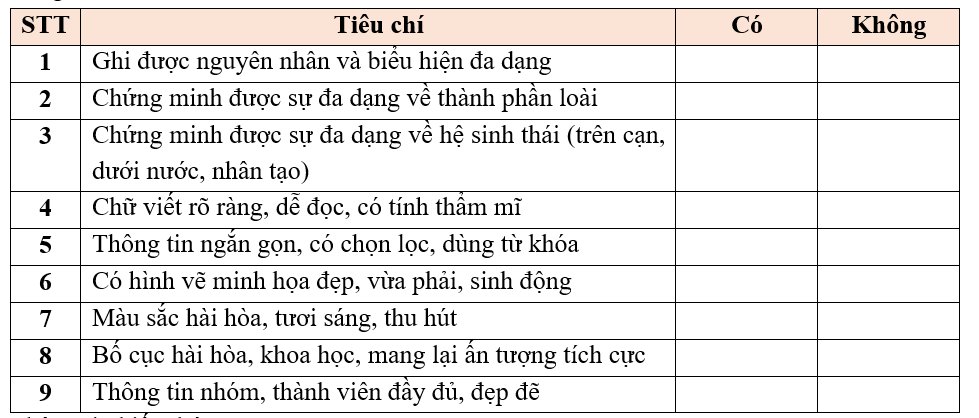 STT Tiêu chí Có Không
1 Ghi được nguyên nhân và biểu hiện đa dạng
2 Chứng minh được sự đa dạng về thành phần loài
3 Chứng minh được sự đa dạng về hệ sinh thái (trên cạn,
dưới nước, nhân tạo)
4 Chữ viết rõ ràng, dễ đọc, có tính thẩm mĩ
5 Thông tin ngắn gọn, có chọn lọc, dùng từ khóa
6 Có hình vẽ minh họa đẹp, vừa phải, sinh động
7 Màu sắc hài hòa, tươi sáng, thu hút
8 Bố cục hài hòa, khoa học, mang lại ấn tượng tích cực
9 Thông tin nhóm, thành viên đầy đủ, đẹp đẽ